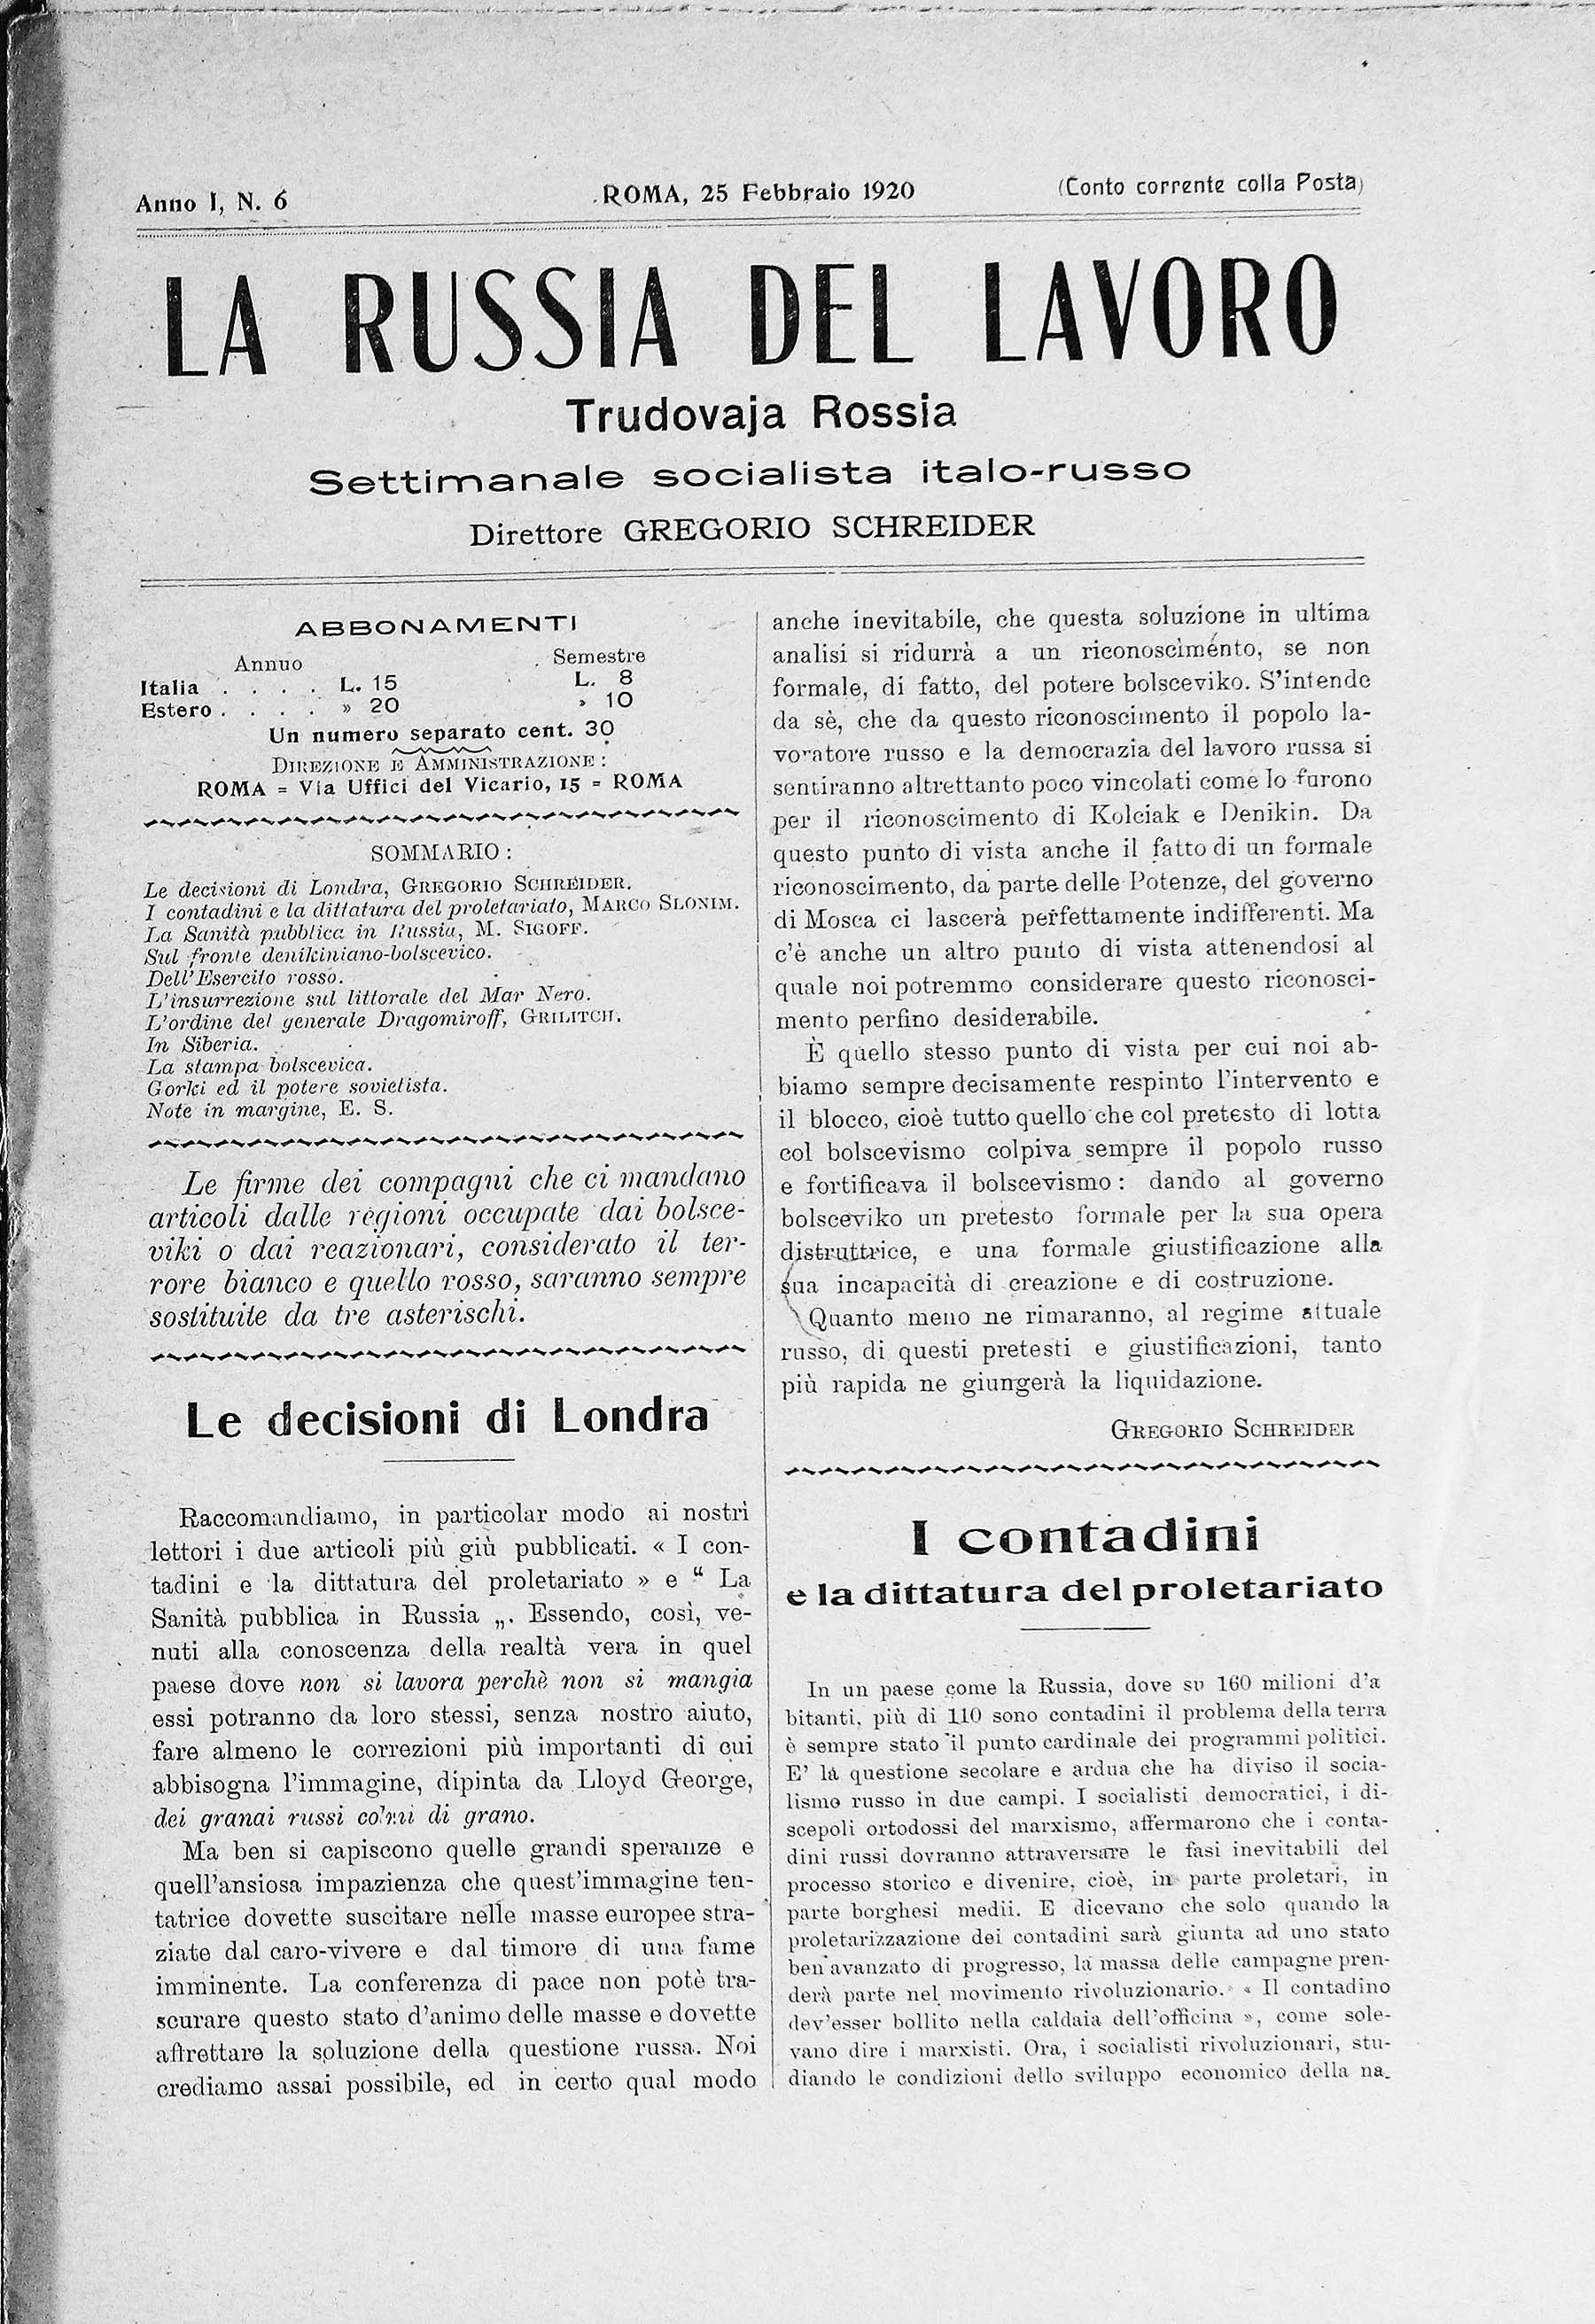 Anno I, N. 6
ROMA, 25 Febbraio 1920
(Conto corrente colla Posta)
LA RUSSIA DEL LAVORO
Trudovaja Rossia
Settimanale socialista italo-russo
Direttore GREGORIO SCHREIDER
ABBONAMENTI
Annuo Semestre
Italia . . . . L. 15 L. 8
Estero . . . . » 20 » 10
Un numero separato cent. 30
DIREZIONE E AMMINISTRAZIONE :
ROMA = Via Uffici del Vicario, 15 = ROMA
SOMMARIO :
Le decisioni di Londra, GREGORIO SCHREIDER.
I contadini e la dittatura del proletariato, MARCO SLONIM.
La Sanità pubblica in Russia, M. SIGOFF.
Sul fronte denikiniano-bolscevico.
Dell'Esercito rosso.
L'insurrezione sul littorale del Mar Nero.
L'ordine del generale Dragomiroff, GRILITCH.
In Siberia.
La stampa bolscevica.
Gorki ed il potere sovietista.
Note in margine, E. S.
Le firme dei compagni che ci mandano
articoli dalle regioni occupate dai bolsce-
viki o dai reazionari, considerato il ter-
rore bianco e quello rosso, saranno sempre
sostituite da tre asterischi.
Le decisioni di Londra
Raccomandiamo, in particolar modo ai nostri
lettori i due articoli più giù pubblicati. « I con-
tadini e la dittatura del proletariato » e “ La
Sanità pubblica in Russia „. Essendo, così, ve-
nuti alla conoscenza della realtà vera in quel
paese dove non si lavora perchè non si mangia
essi potranno da loro stessi, senza nostro aiuto,
fare almeno le correzioni più importanti di cui
abbisogna l'immagine, dipinta da Lloyd George,
dei granai russi colmi di grano.
Ma ben si capiscono quelle grandi speranze e
quell'ansiosa impazienza che quest'immagine ten-
tatrice dovette suscitare nelle masse europee stra-
ziate dal caro-vivere e dal timore di una fame
imminente. La conferenza di pace non potè tra-
scurare questo stato d'animo delle masse e dovette
affrettare la soluzione della questione russa. Noi
crediamo assai possibile, ed in certo qual modo
anche inevitabile, che questa soluzione in ultima
analisi si ridurrà a un riconoscimento, se non
formale, di fatto, del potere bolsceviko. S'intende
da sè, che da questo riconoscimento il popolo la-
voratore russo e la democrazia del lavoro russa si
sentiranno altrettanto poco vincolati come lo furono
per il riconoscimento di Kolciak e Denikin. Da
questo punto di vista anche il fatto di un formale
riconoscimento, da parte delle Potenze, del governo
di Mosca ci lascerà perfettamente indifferenti. Ma
c'è anche un altro punto di vista attenendosi al
quale noi potremmo considerare questo riconosci-
mento perfino desiderabile.
È quello stesso punto di vista per cui noi ab-
biamo sempre decisamente respinto l'intervento e
il blocco, cioè tutto quello che col pretesto di lotta
col bolscevismo colpiva sempre il popolo russo
e fortificava il bolscevismo : dando al governo
bolsceviko un pretesto formale per la sua opera
distruttrice, e una formale giustificazione alla
sua incapacità di creazione e di costruzione.
Quanto meno ne rimaranno, al regime attuale
russo, di questi pretesti e giustificazioni, tanto
più rapida ne giungerà la liquidazione.
GREGORIO SCHREIDER
I contadini
e la dittatura del proletariato
In un paese come la Russia, dove su 160 milioni d'a
bitanti, più di 110 sono contadini il problema della terra
è sempre stato il punto cardinale dei programmi politici.
E' la questione secolare e ardua che ha diviso il socia-
lismo russo in due campi. I socialisti democratici, i di-
scepoli ortodossi del marxismo, affermarono che i conta-
dini russi dovranno attraversare le fasi inevitabili del
processo storico e divenire, cioè, in parte proletari, in
parte borghesi medii. E dicevano che solo quando la
proletarizzazione dei contadini sarà giunta ad uno stato
ben avanzato di progresso, la massa delle campagne pren-
derà parte nel movimento rivoluzionario. « Il contadino
dev'esser bollito nella caldaia dell'officina », come sole-
vano dire i marxisti. Ora, i socialisti rivoluzionari, stu-
diando le condizioni dello sviluppo economico della na-